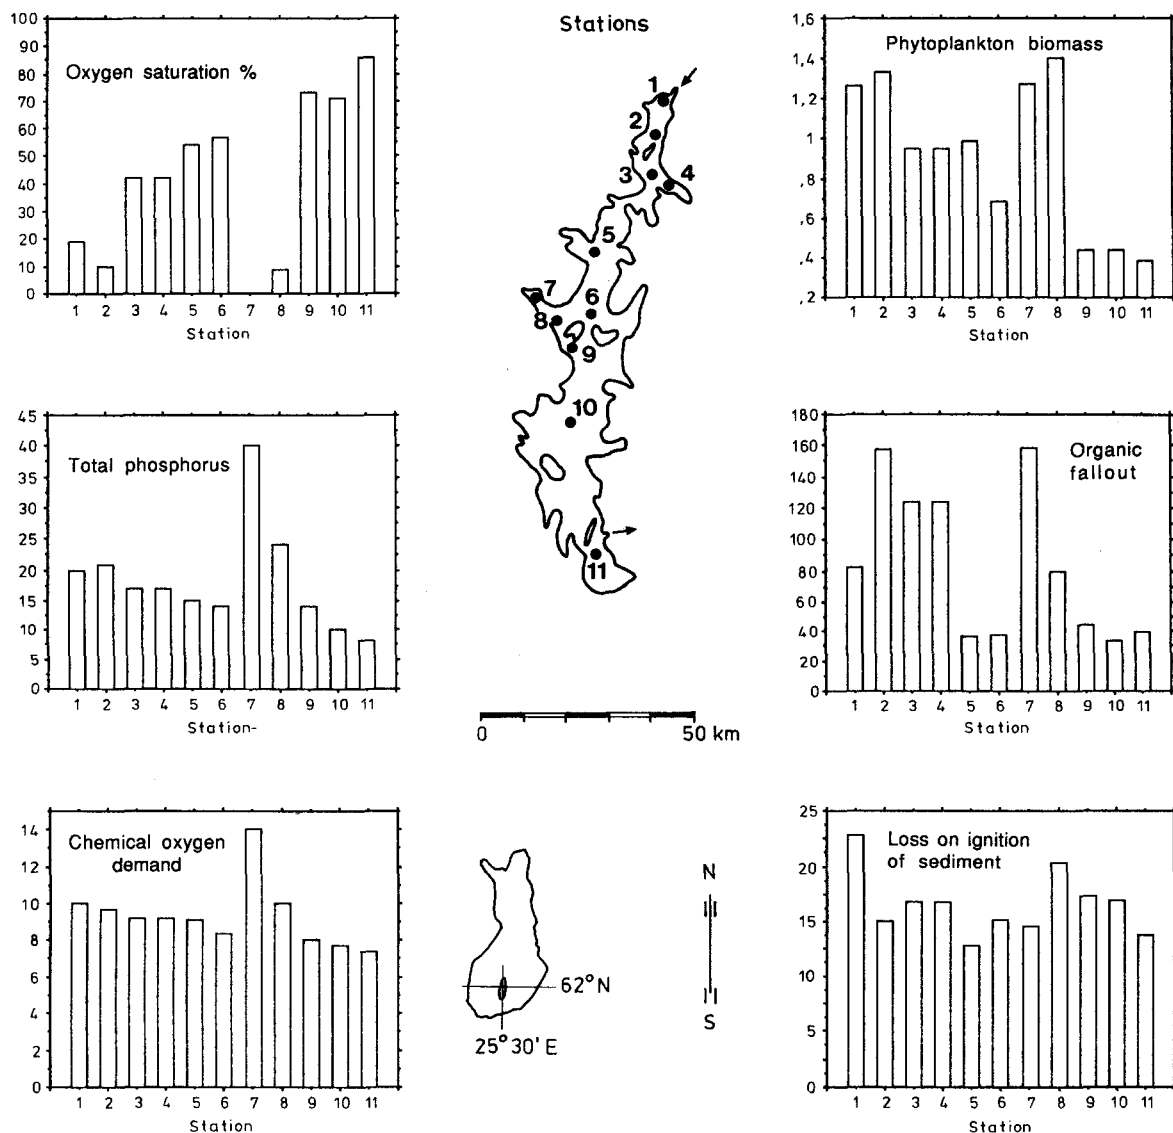 100
90
80
70
60
50
40
30
20
10
0
Oxygen saturation %
1 2 3 4 5 6 7 8 9 10 11
Station
Stations
1
2
3
4
5
6
7
8
9
10
11
0
50 km
1,6
1,4
1,2
1
,8
,6
,4
,2
Phytoplankton biomass
1 2 3 4 5 6 7 8 9 10 11
Station
45
40
35
30
25
20
15
10
5
0
Total phosphorus
1 2 3 4 5 6 7 8 9 10 11
Station-
180
160
140
120
100
80
60
40
20
0
Organic
fallout
1 2 3 4 5 6 7 8 9 10 11
Station
14
12
10
8
6
4
2
0
Chemical oxygen
demand
1 2 3 4 5 6 7 8 9 10 11
Station
62°N
25°30'E
N
S
25
20
15
10
5
0
Loss on ignition
of sediment
1 2 3 4 5 6 7 8 9 10 11
Station